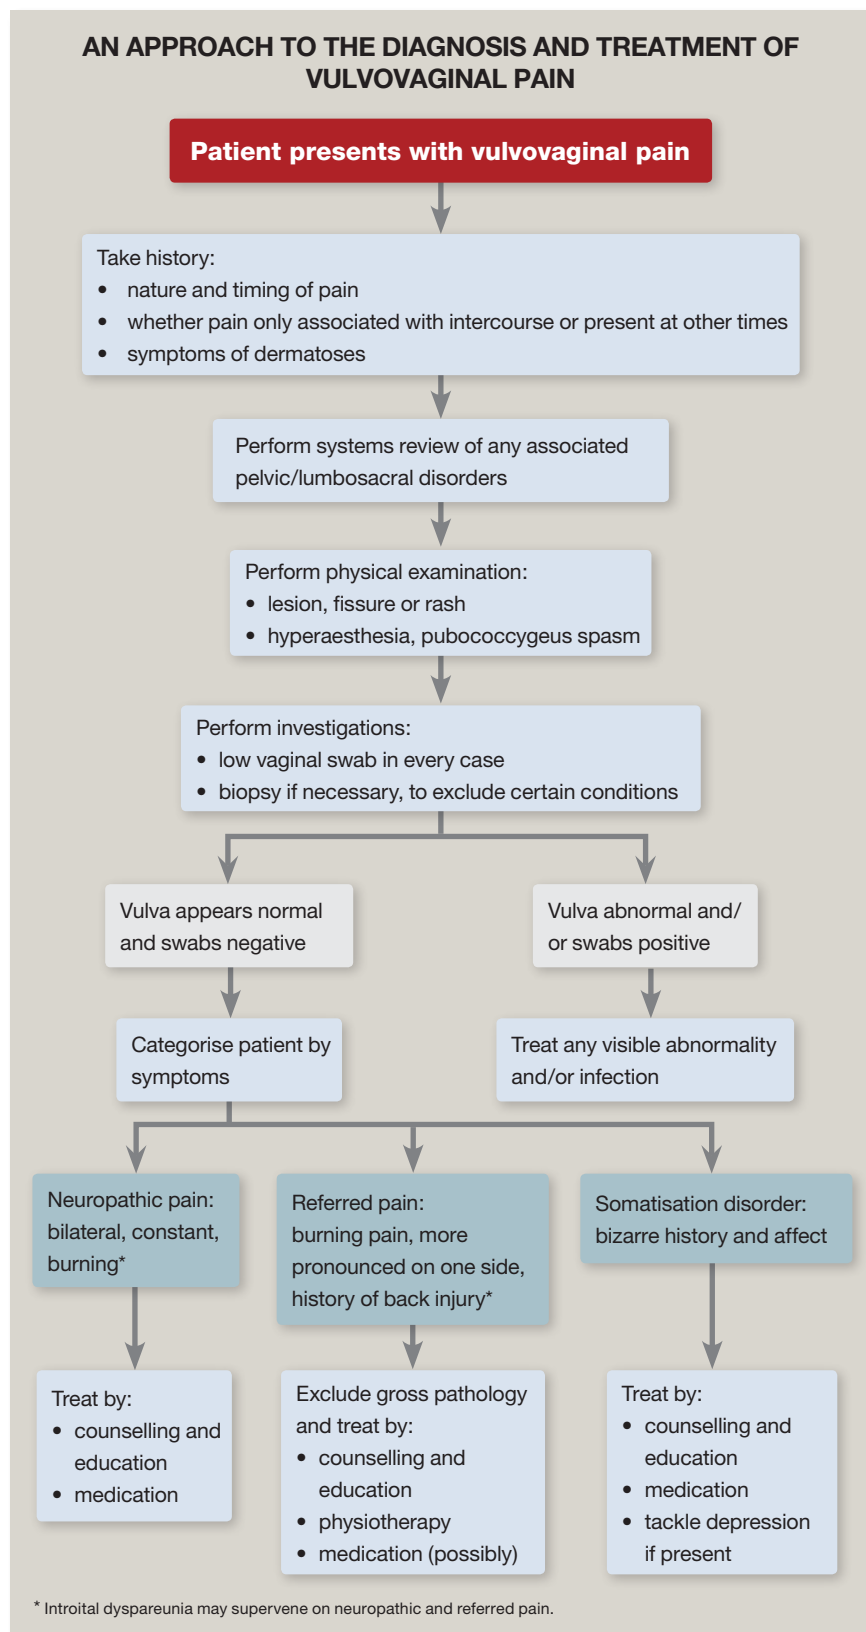 AN APPROACH TO THE DIAGNOSIS AND TREATMENT OF
VULVOVAGINAL PAIN
Patient presents with vulvovaginal pain
Take history:
• nature and timing of pain
• whether pain only associated with intercourse or present at other times
• symptoms of dermatoses
Perform systems review of any associated
pelvic/lumbosacral disorders
Perform physical examination:
• lesion, fissure or rash
• hyperaesthesia, pubococcygeus spasm
Perform investigations:
• low vaginal swab in every case
• biopsy if necessary, to exclude certain conditions
Vulva appears normal
and swabs negative
Vulva abnormal and/
or swabs positive
Categorise patient by
symptoms
Treat any visible abnormality
and/or infection
Neuropathic pain:
bilateral, constant,
burning*
Referred pain:
burning pain, more
pronounced on one side,
history of back injury*
Somatisation disorder:
bizarre history and affect
Treat by:
• counselling and
education
• medication
Exclude gross pathology
and treat by:
• counselling and
education
• physiotherapy
• medication (possibly)
Treat by:
• counselling and
education
• medication
• tackle depression
if present
* Introital dyspareunia may supervene on neuropathic and referred pain.